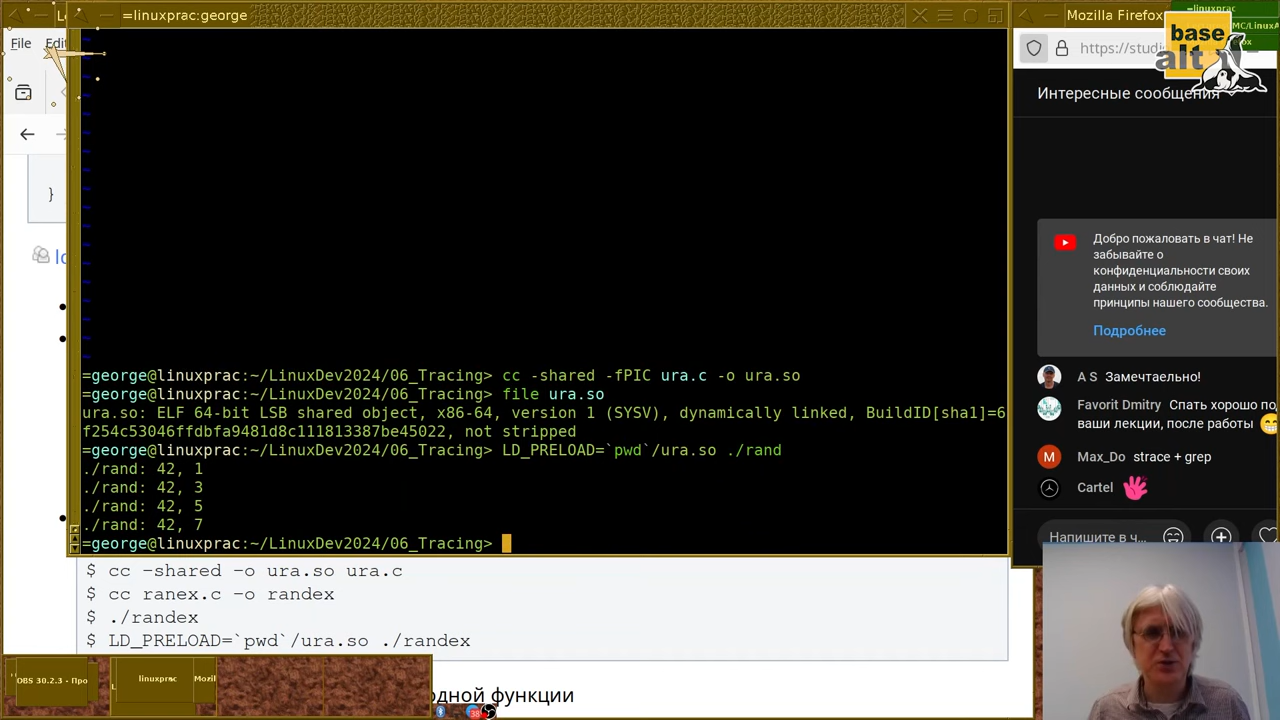 =linuxprac:george
Mozilla Firefox
=linuxprac
File
Edit
https://studi
base
alt
Интересные сообщения
}
Добро пожаловать в чат! Не
забывайте о
конфиденциальности своих
данных и соблюдайте
принципы нашего сообщества.
Подробнее
A S Замечтаельно!
Favorit Dmitry Спать хорошо по
ваши лекции, после работы
Max_Do strace + grep
Cartel
Напишите в ч...
=george@linuxprac:~/LinuxDev2024/06_Tracing> cc -shared -fPIC ura.c -o ura.so
=george@linuxprac:~/LinuxDev2024/06_Tracing> file ura.so
ura.so: ELF 64-bit LSB shared object, x86-64, version 1 (SYSV), dynamically linked, BuildID[sha1]=6
f254c53046ffdbfa9481d8c111813387be45022, not stripped
=george@linuxprac:~/LinuxDev2024/06_Tracing> LD_PRELOAD=`pwd`/ura.so ./rand
./rand: 42, 1
./rand: 42, 3
./rand: 42, 5
./rand: 42, 7
=george@linuxprac:~/LinuxDev2024/06_Tracing>
$ cc -shared -o ura.so ura.c
$ cc ranex.c -o randex
$ ./randex
$ LD_PRELOAD=`pwd`/ura.so ./randex
одной функции
OBS 30.2.3 - Про
linuxprac
Mozil